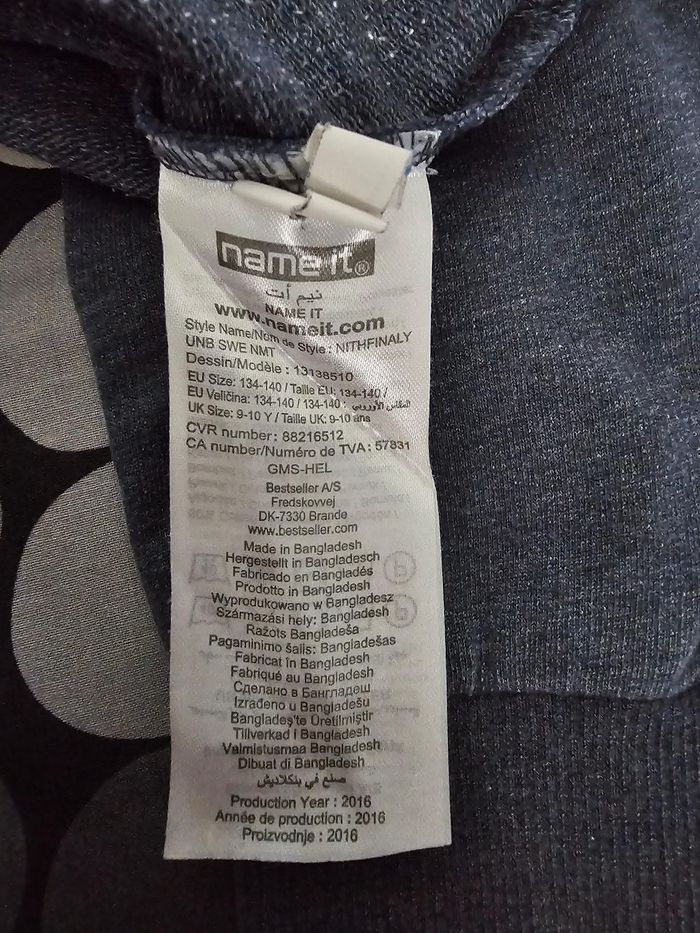 name it®
نيم أت
NAME IT
www.nameit.com
Style Name/Nom de Style : NITHFINALY
UNB SWE NMT
Dessin/Modèle : 13138510
EU Size: 134-140 / Taille EU: 134-140 /
EU Veličina: 134-140 / 134-140 : المقاس الأوروبي
UK Size: 9-10 Y / Taille UK: 9-10 ans
CVR number : 88216512
CA number/Numéro de TVA : 57831
GMS-HEL
Bestseller A/S
Fredskovvej
DK-7330 Brande
www.bestseller.com
Made in Bangladesh
Hergestellt in Bangladesch
Fabricado en Bangladés
Prodotto in Bangladesh
Wyprodukowano w Bangladesz
Származási hely: Bangladesh
Ražots Bangladeša
Pagaminimo šalis: Bangladešas
Fabricat în Bangladesh
Fabriqué au Bangladesh
Сделано в Бангладеш
Izrađeno u Bangladešu
Bangladeş'te Üretilmiştir
Tillverkad i Bangladesh
Valmistusmaa Bangladesh
Dibuat di Bangladesh
صنع في بنكلاديش
Production Year : 2016
Année de production : 2016
Proizvodnje : 2016